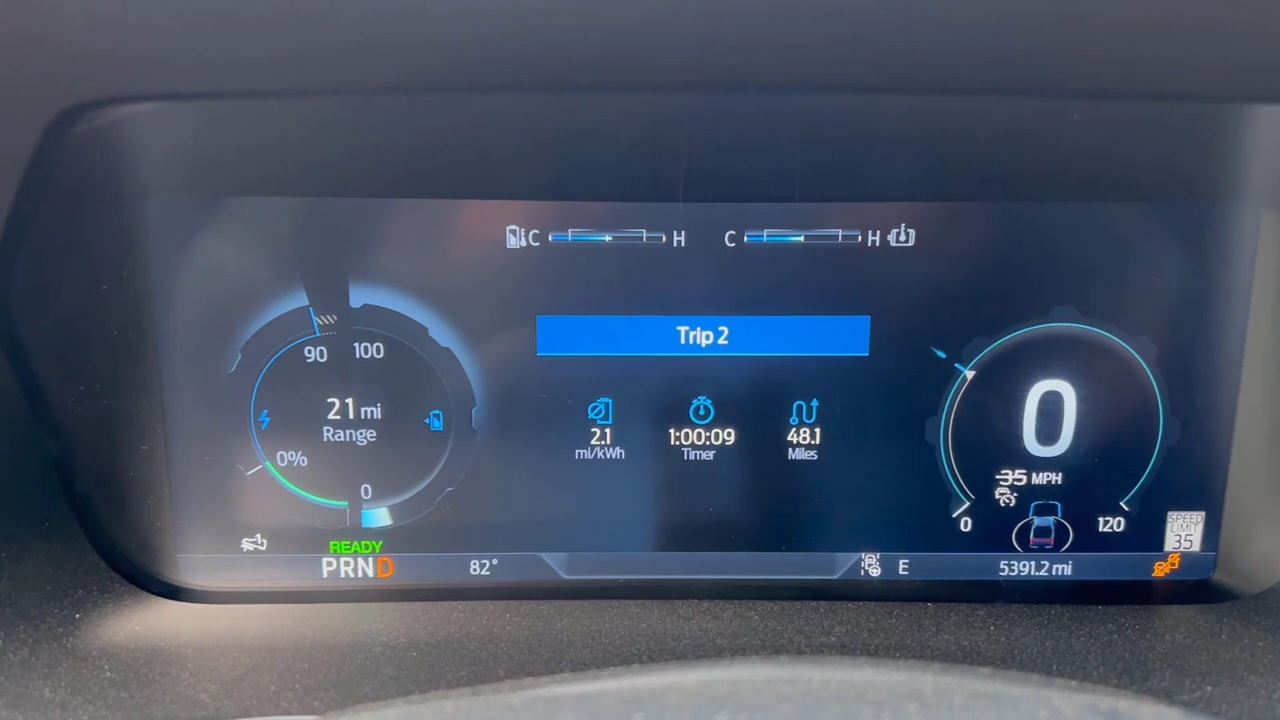 C H C H
Trip 2
90 100
21 mi
Range
0%
0
2.1
mi/kWh
1:00:09
Timer
48.1
Miles
0
35 MPH
0 120
SPEED
LIMIT
35
READY
PRND 82° E 5391.2 mi